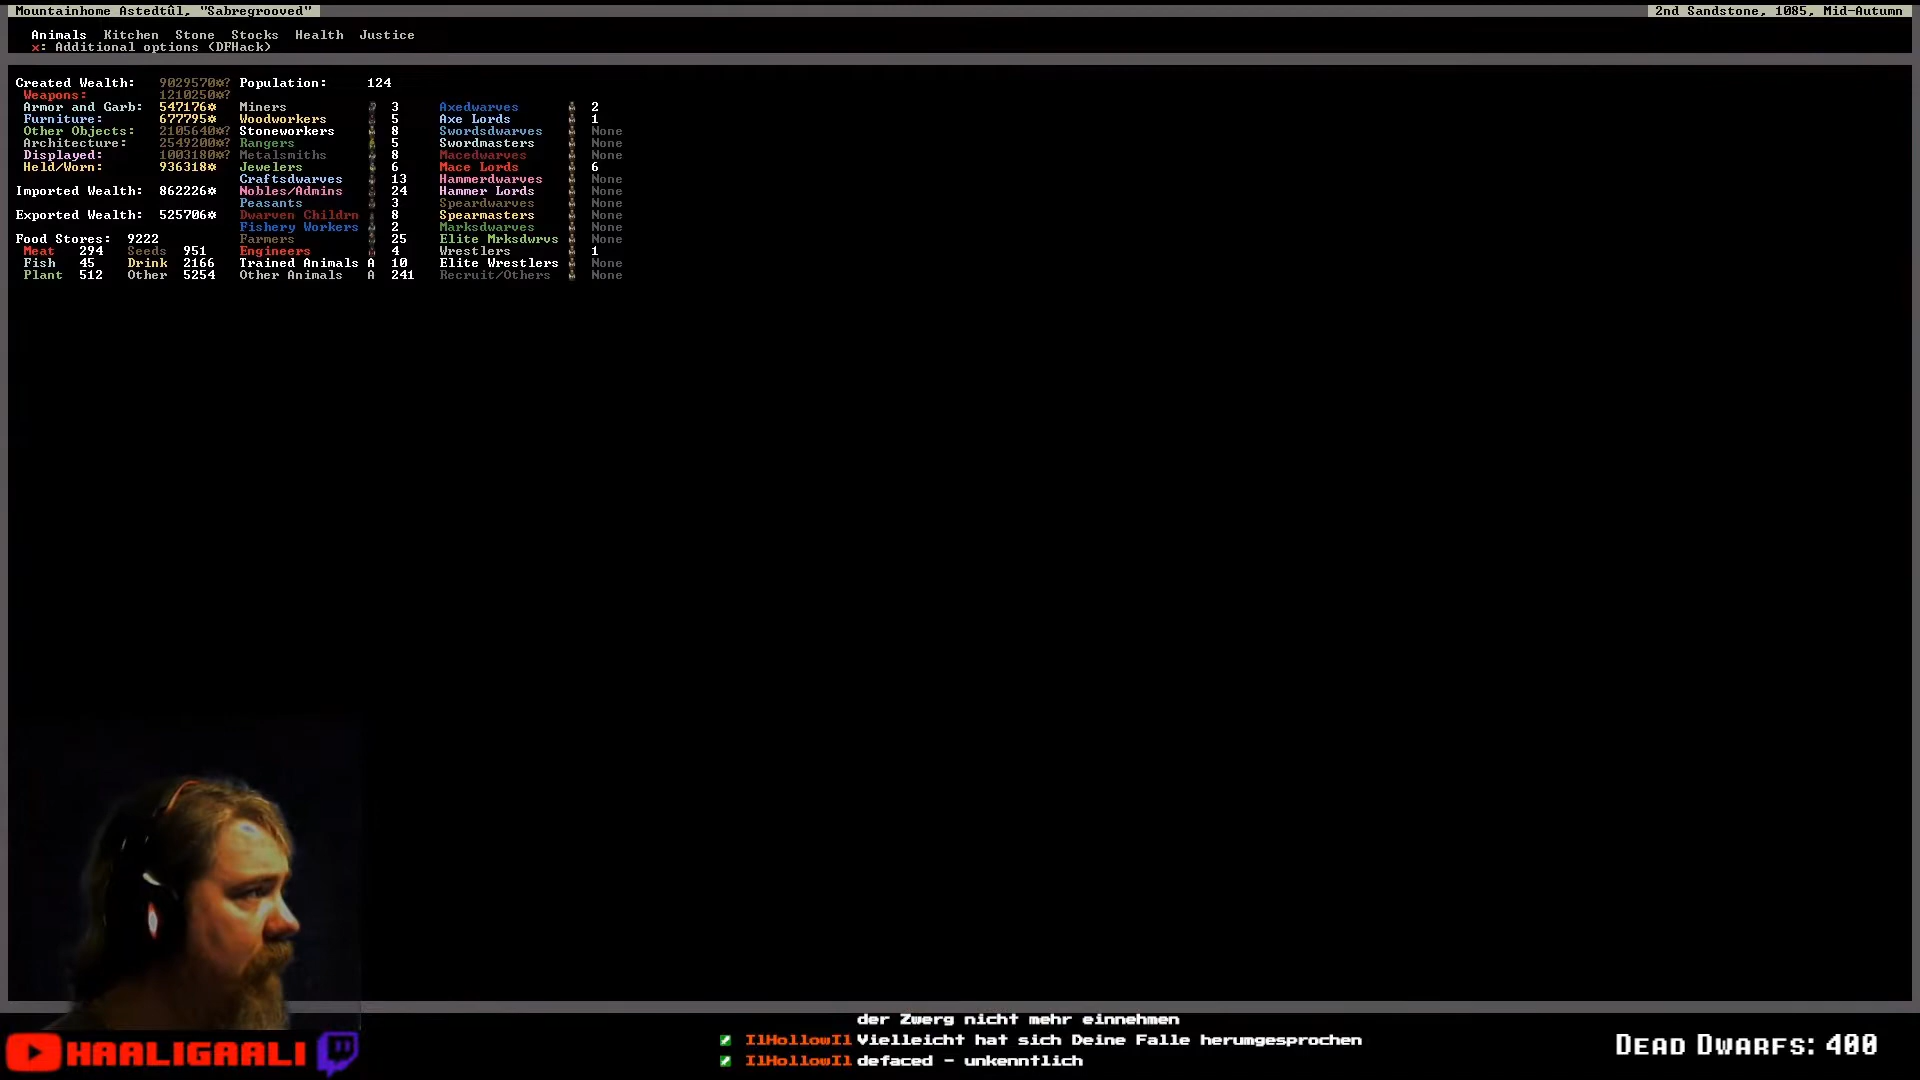 Mountainhome Astedtûl, "Sabregrooved"
2nd Sandstone, 1085, Mid-Autumn
Animals Kitchen Stone Stocks Health Justice
x: Additional options (DFHack)
Created Wealth: 9029570☼? Population: 124
Weapons: 1210250☼?
Armor and Garb: 547176☼ Miners 3 Axedwarves 2
Furniture: 677795☼ Woodworkers 5 Axe Lords 1
Other Objects: 2105640☼? Stoneworkers 8 Swordsdwarves None
Architecture: 2549200☼? Rangers 5 Swordmasters None
Displayed: 1003180☼? Metalsmiths 8 Macedwarves None
Held/Worn: 936318☼ Jewelers 6 Mace Lords 6
Craftsdwarves 13 Hammerdwarves None
Imported Wealth: 862226☼ Nobles/Admins 24 Hammer Lords None
Peasants 3 Speardwarves None
Exported Wealth: 525706☼ Dwarven Childrn 8 Spearmasters None
Fishery Workers 2 Marksdwarves None
Food Stores: 9222 Farmers 25 Elite Mrksdwrvs None
Meat 294 Seeds 951 Engineers 4 Wrestlers 1
Fish 45 Drink 2166 Trained Animals A 10 Elite Wrestlers None
Plant 512 Other 5254 Other Animals A 241 Recruit/Others None
der Zwerg nicht mehr einnehmen
IlHollowIl Vielleicht hat sich Deine Falle herumgesprochen
IlHollowIl defaced - unkenntlich
HAALIGAALI
DEAD DWARFS: 400